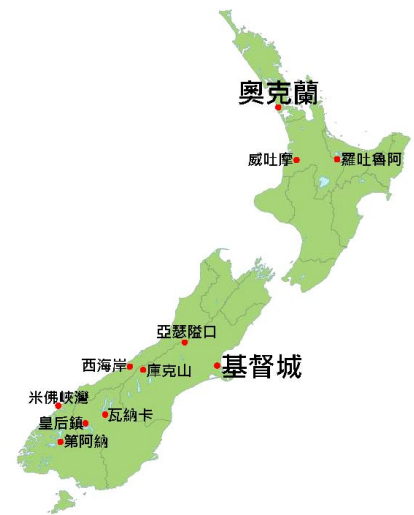 奧克蘭
威吐摩
羅吐魯阿
亞瑟隘口
西海岸
庫克山
基督城
米佛峽灣
瓦納卡
皇后鎮
第阿納